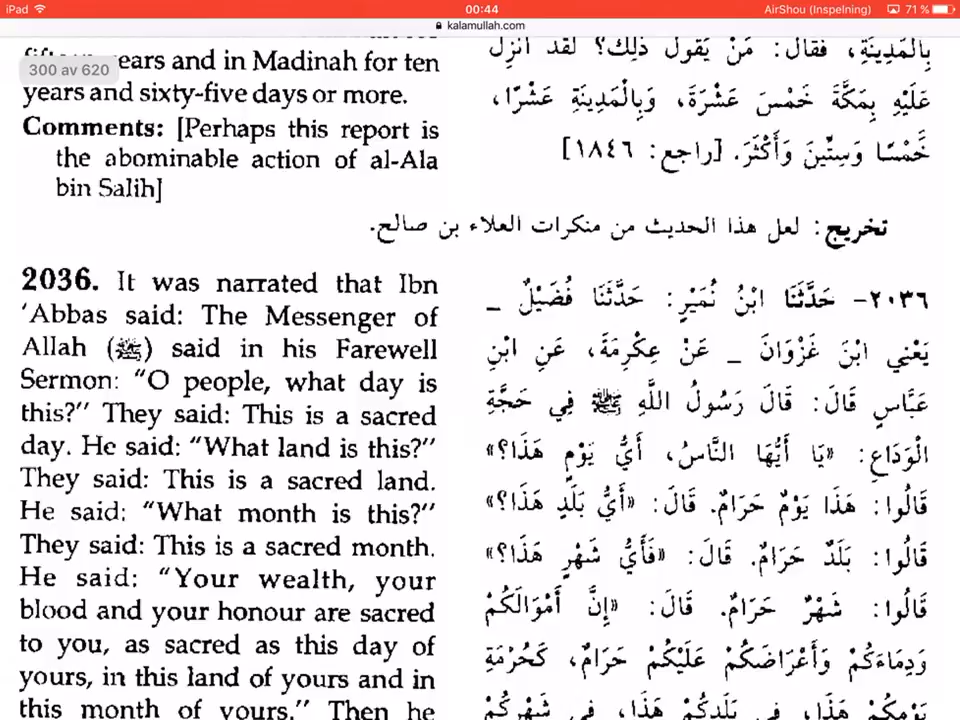 iPad 00:44 AirShou (Inspelning) 71 %
kalamullah.com
300 av 620
fifteen years and in Madinah for ten
years and sixty-five days or more.
Comments: [Perhaps this report is
the abominable action of al-Ala
bin Salih]
بِالْمَدِينَةِ، فَقَالَ: مَنْ يَقُولُ ذَلِكَ؟ لَقَدْ أُنْزِلَ
عَلَيْهِ بِمَكَّةَ خَمْسَ عَشْرَةَ، وَبِالْمَدِينَةِ عَشْرًا،
خَمْسًا وَسِتِّينَ وَأَكْثَرَ. [راجع: ١٨٤٦]
تخريج: لعل هذا الحديث من منكرات العلاء بن صالح.
2036. It was narrated that Ibn
‘Abbas said: The Messenger of
Allah (ﷺ) said in his Farewell
Sermon: “O people, what day is
this?” They said: This is a sacred
day. He said: “What land is this?”
They said: This is a sacred land.
He said: “What month is this?”
They said: This is a sacred month.
He said: “Your wealth, your
blood and your honour are sacred
to you, as sacred as this day of
yours, in this land of yours and in
this month of yours.” Then he
٢٠٣٦- حَدَّثَنَا ابْنُ نُمَيْرٍ: حَدَّثَنَا فُضَيْلٌ _
يَعْنِي ابْنَ غَزْوَانَ _ عَنْ عِكْرِمَةَ، عَنِ ابْنِ
عَبَّاسٍ قَالَ: قَالَ رَسُولُ اللَّهِ ﷺ فِي حَجَّةِ
الْوَدَاعِ: «يَا أَيُّهَا النَّاسُ، أَيُّ يَوْمٍ هَذَا؟»
قَالُوا: هَذَا يَوْمٌ حَرَامٌ. قَالَ: «أَيُّ بَلَدٍ هَذَا؟»
قَالُوا: بَلَدٌ حَرَامٌ. قَالَ: «فَأَيُّ شَهْرٍ هَذَا؟»
قَالُوا: شَهْرٌ حَرَامٌ. قَالَ: «إِنَّ أَمْوَالَكُمْ
وَدِمَاءَكُمْ وَأَعْرَاضَكُمْ عَلَيْكُمْ حَرَامٌ، كَحُرْمَةِ
يَوْمِكُمْ هَذَا، فِي بَلَدِكُمْ هَذَا، فِي شَهْرِكُمْ